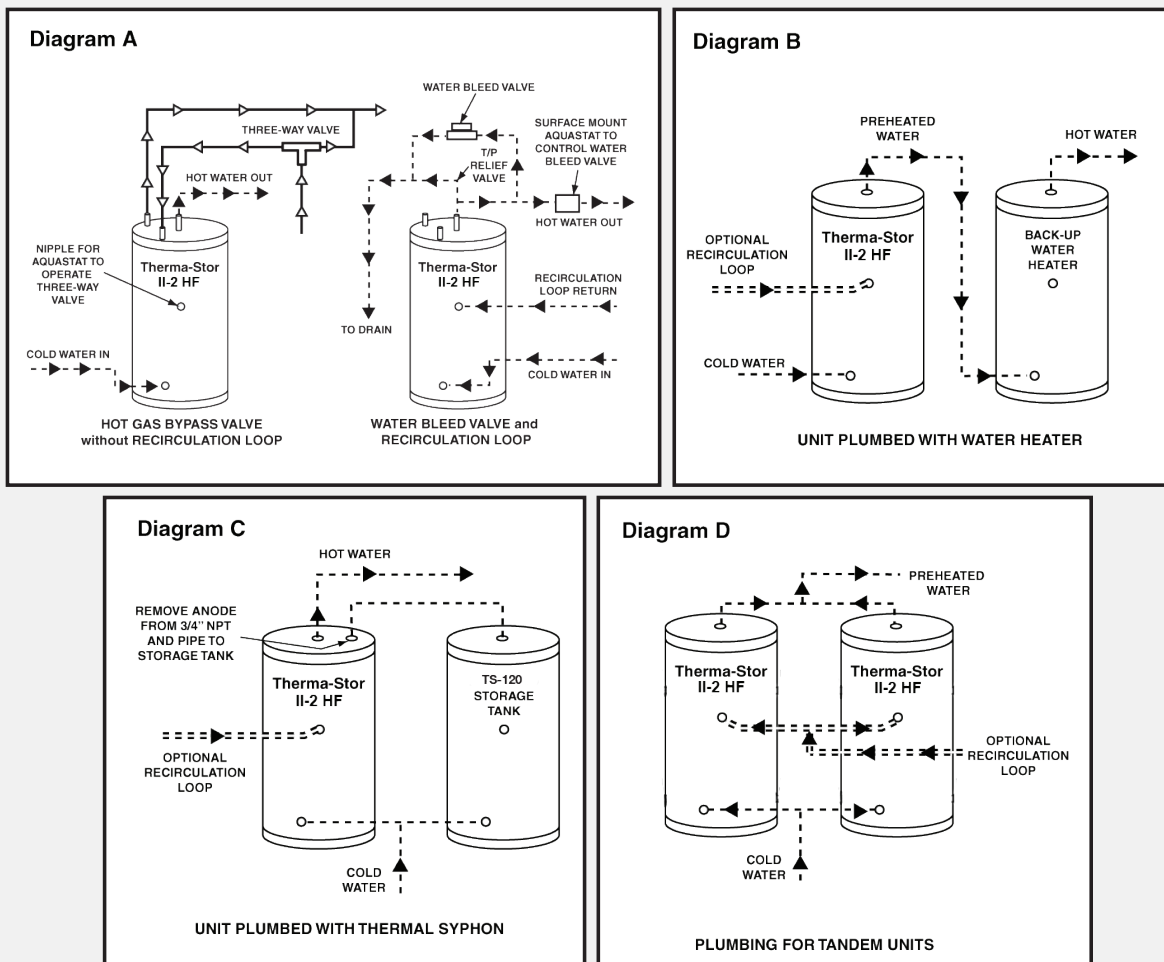 Diagram A
WATER BLEED VALVE
THREE-WAY VALVE
HOT WATER OUT
T/P
RELIEF
VALVE
SURFACE MOUNT
AQUASTAT TO
CONTROL WATER
BLEED VALVE
HOT WATER OUT
NIPPLE FOR
AQUASTAT TO
OPERATE
THREE-WAY
VALVE
Therma-Stor
II-2 HF
Therma-Stor
II-2 HF
RECIRCULATION
LOOP RETURN
TO DRAIN
COLD WATER IN
COLD WATER IN
HOT GAS BYPASS VALVE
without RECIRCULATION LOOP
WATER BLEED VALVE and
RECIRCULATION LOOP
Diagram B
PREHEATED
WATER
HOT WATER
OPTIONAL
RECIRCULATION
LOOP
Therma-Stor
II-2 HF
BACK-UP
WATER
HEATER
COLD WATER
UNIT PLUMBED WITH WATER HEATER
Diagram C
HOT WATER
REMOVE ANODE
FROM 3/4" NPT
AND PIPE TO
STORAGE TANK
Therma-Stor
II-2 HF
TS-120
STORAGE
TANK
OPTIONAL
RECIRCULATION
LOOP
COLD
WATER
UNIT PLUMBED WITH THERMAL SYPHON
Diagram D
PREHEATED
WATER
Therma-Stor
II-2 HF
Therma-Stor
II-2 HF
OPTIONAL
RECIRCULATION
LOOP
COLD
WATER
PLUMBING FOR TANDEM UNITS